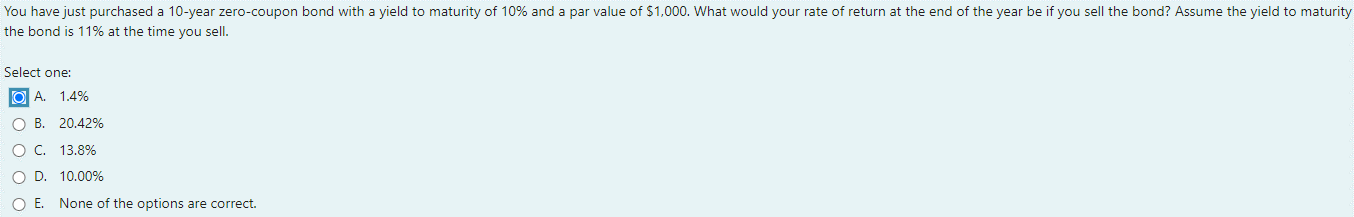 You have just purchased a 10-year zero-coupon bond with a yield to maturity of 10% and a par value of $1,000. What would your rate of return at the end of the year be if you sell the bond? Assume the yield to maturity
the bond is 11% at the time you sell.
Select one:
A. 1.4%
B. 20.42%
C. 13.8%
D. 10.00%
E. None of the options are correct.